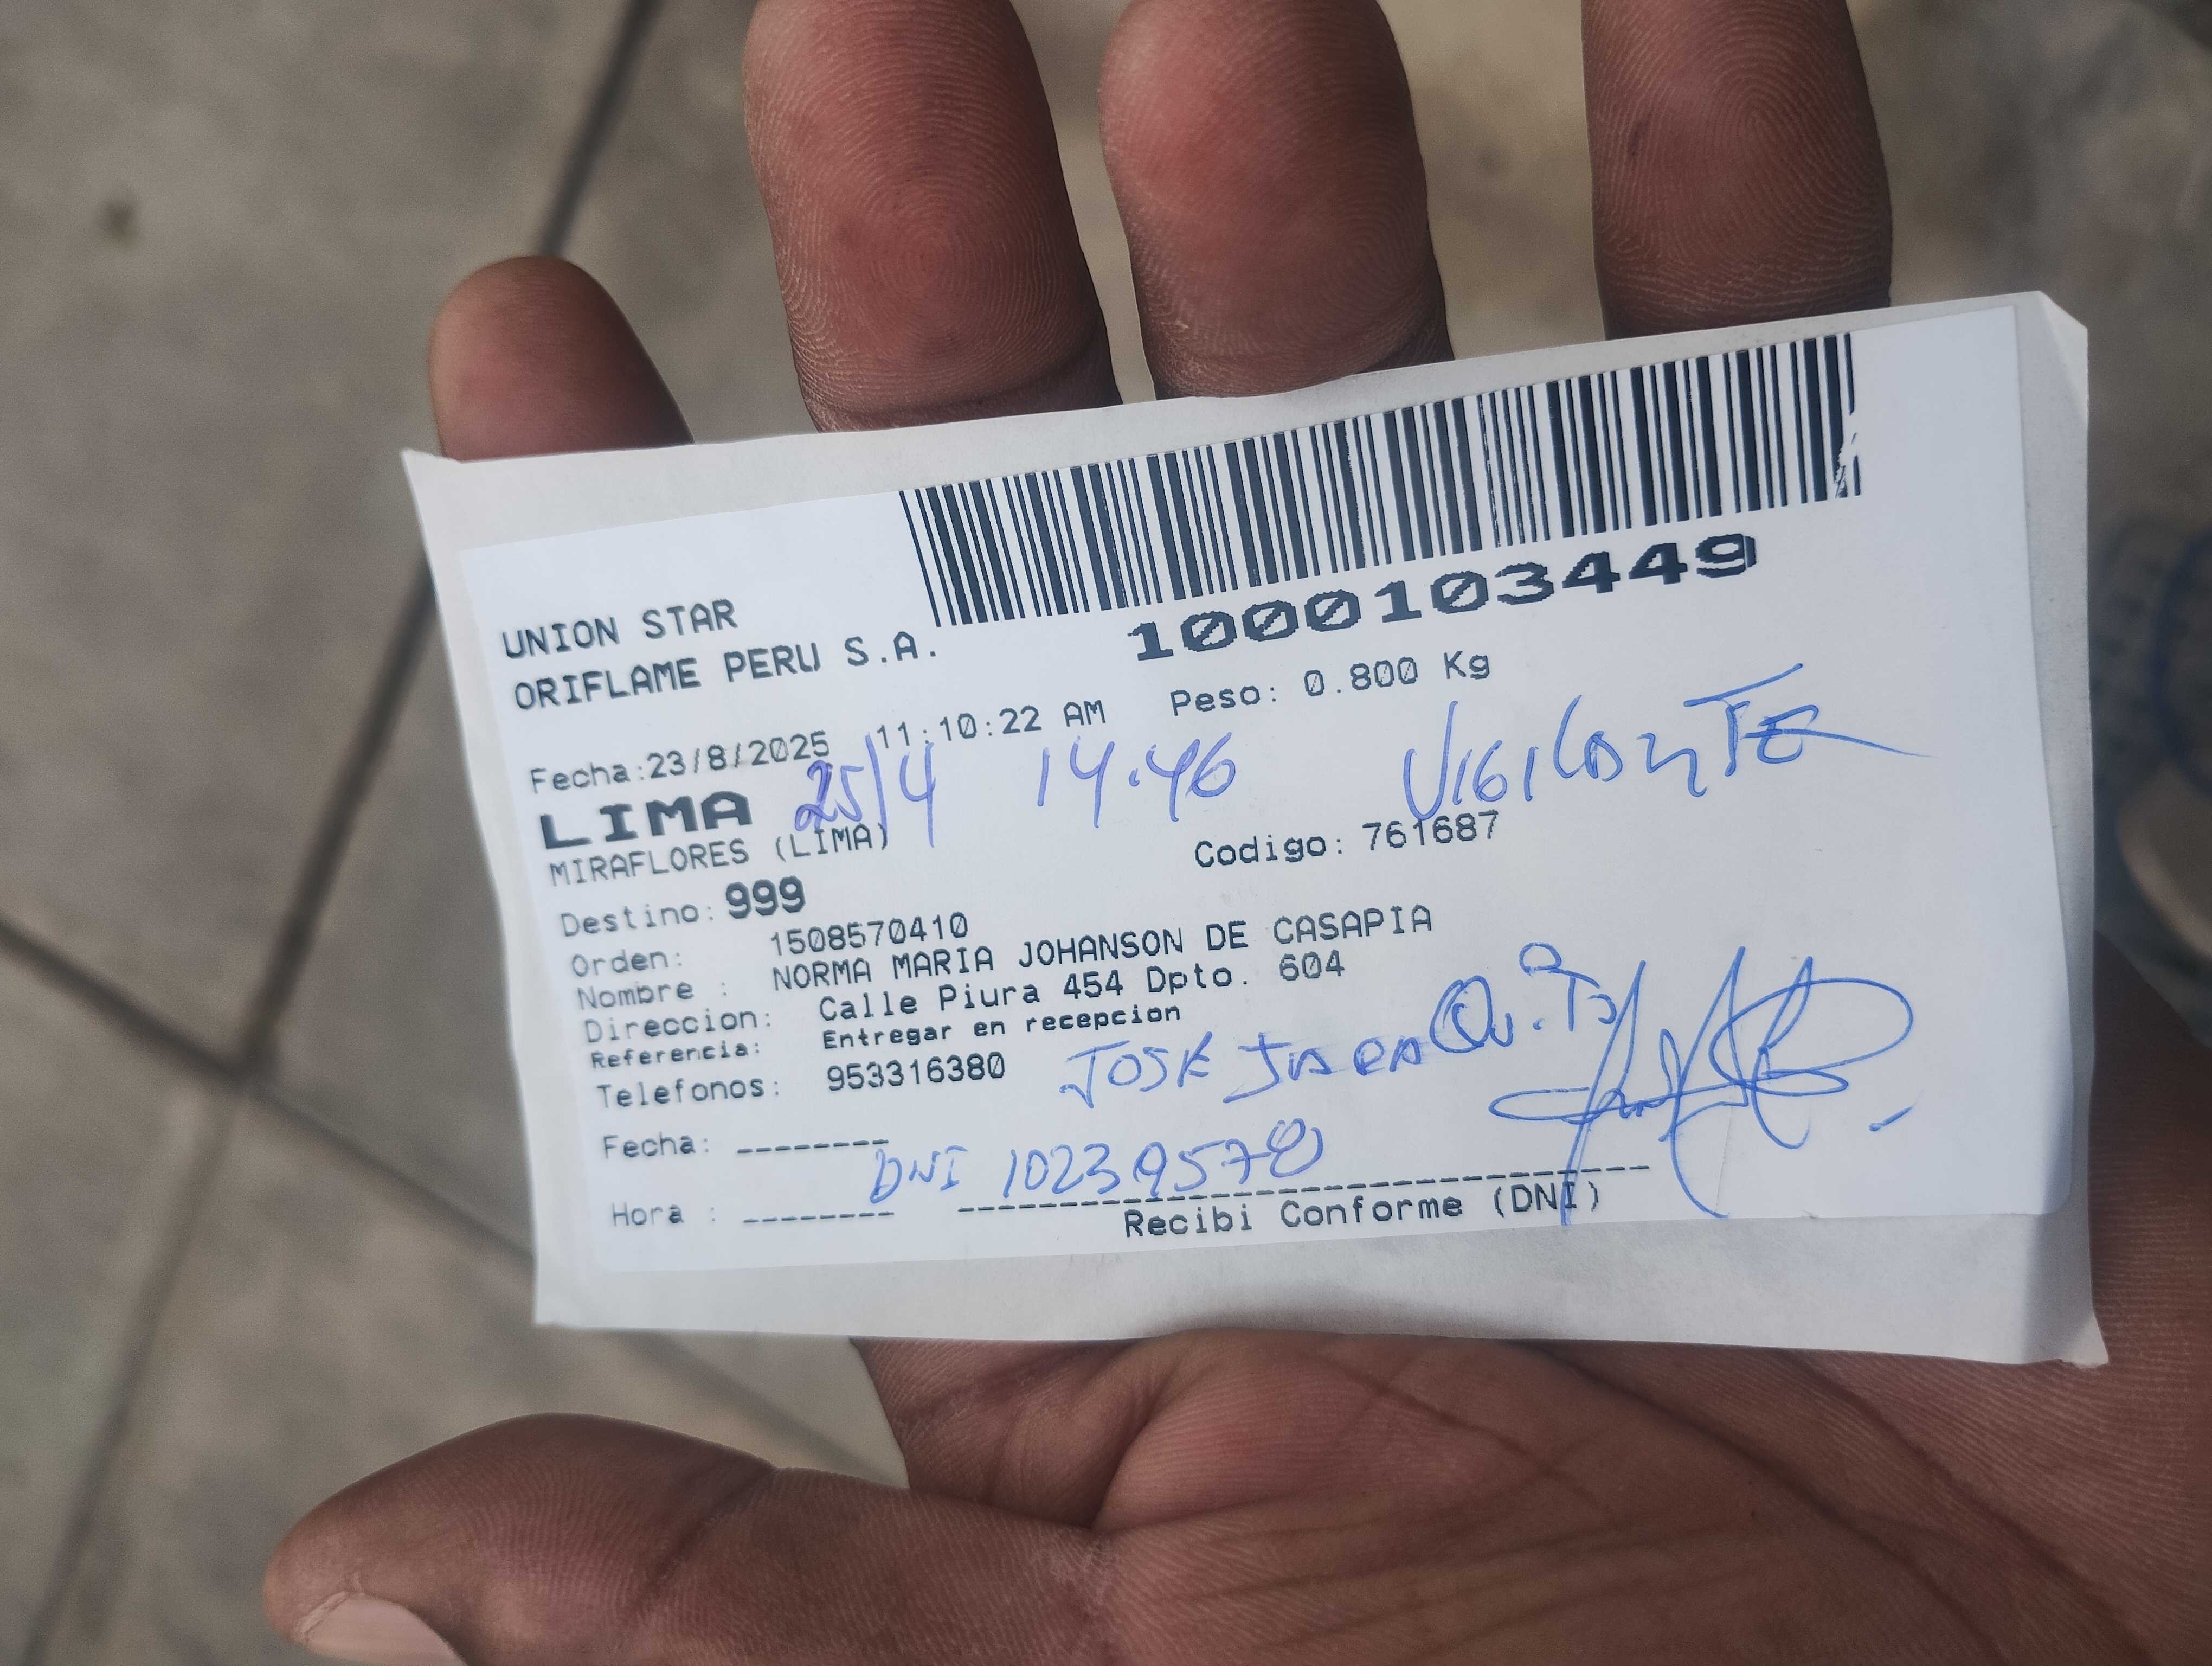 1000103449
UNION STAR
ORIFLAME PERU S.A.
Fecha:23/8/2025 11:10:22 AM Peso: 0.800 Kg
25/4 14.46 VIGILANTE
LIMA
MIRAFLORES (LIMA)
Codigo: 761687
Destino: 999
Orden: 1508570410
Nombre : NORMA MARIA JOHANSON DE CASAPIA
Direccion: Calle Piura 454 Dpto. 604
Referencia: Entregar en recepcion
Telefonos: 953316380
JOSE
Fecha: --------
DNI 10239578
Hora : --------
Recibi Conforme (DNI)